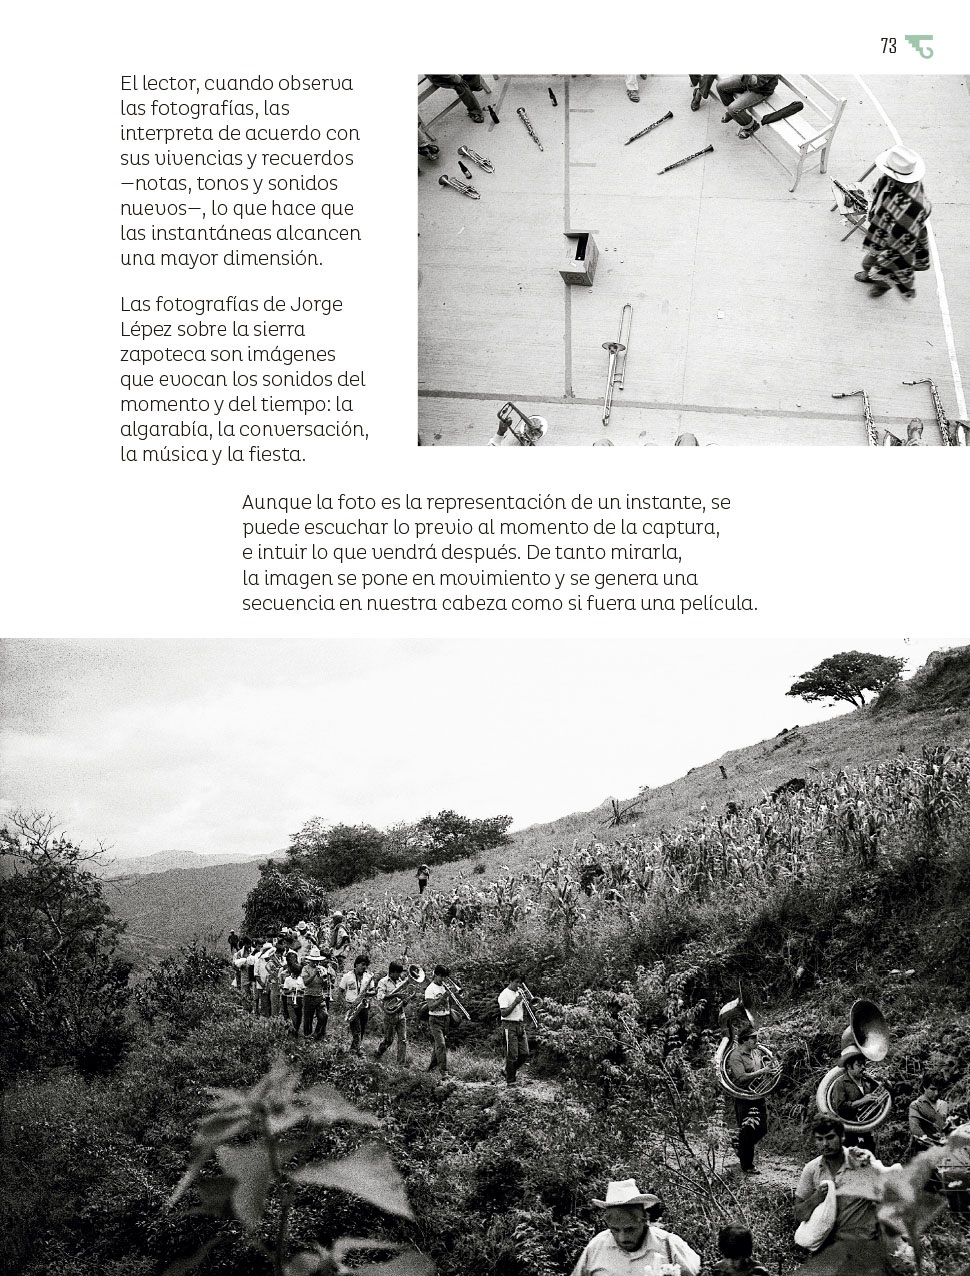 73
El lector, cuando observa
las fotografías, las
interpreta de acuerdo con
sus vivencias y recuerdos
—notas, tonos y sonidos
nuevos—, lo que hace que
las instantáneas alcancen
una mayor dimensión.
Las fotografías de Jorge
Lépez sobre la sierra
zapoteca son imágenes
que evocan los sonidos del
momento y del tiempo: la
algarabía, la conversación,
la música y la fiesta.
Aunque la foto es la representación de un instante, se
puede escuchar lo previo al momento de la captura,
e intuir lo que vendrá después. De tanto mirarla,
la imagen se pone en movimiento y se genera una
secuencia en nuestra cabeza como si fuera una película.